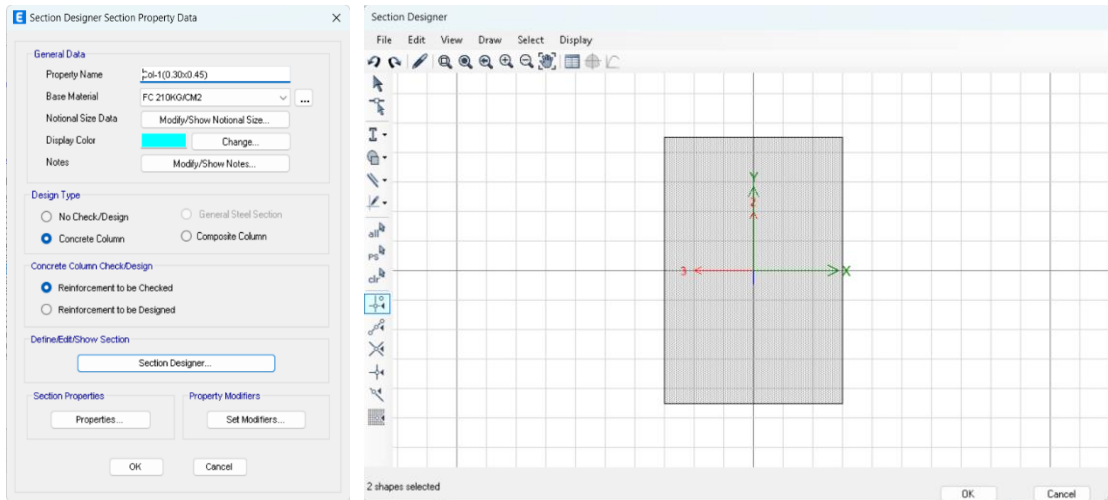 Section Designer Section Property Data
General Data
Property Name Col-1(0.30x0.45)
Base Material FC 210KG/CM2 ...
Notional Size Data Modify/Show Notional Size...
Display Color Change...
Notes Modify/Show Notes...
Design Type
No Check/Design General Steel Section
Concrete Column Composite Column
Concrete Column Check/Design
Reinforcement to be Checked
Reinforcement to be Designed
Define/Edit/Show Section
Section Designer...
Section Properties Property Modifiers
Properties... Set Modifiers...
OK Cancel
Section Designer
File Edit View Draw Select Display
all
PS
clr
Y
2
3 X
2 shapes selected
OK Cancel